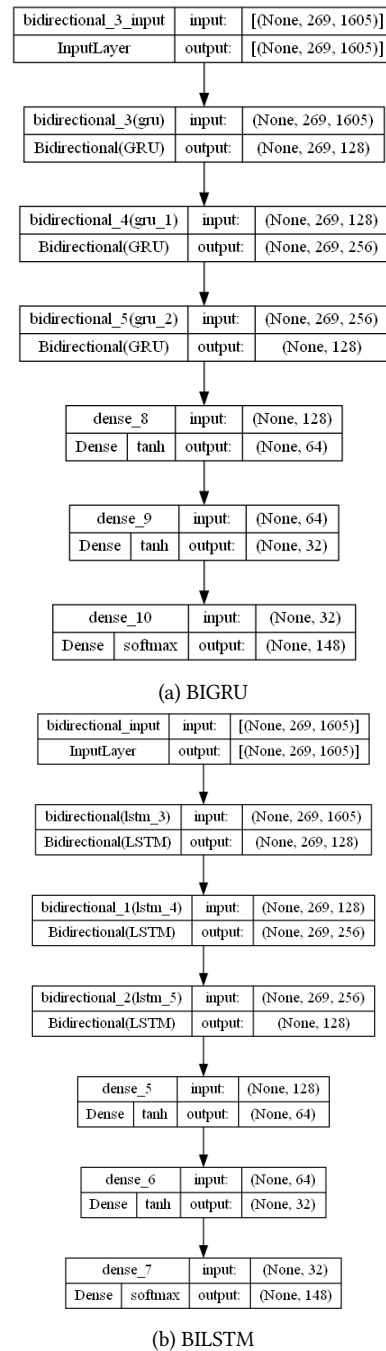 bidirectional_3_input input: [(None, 269, 1605)]
InputLayer output: [(None, 269, 1605)]
bidirectional_3(gru) input: (None, 269, 1605)
Bidirectional(GRU) output: (None, 269, 128)
bidirectional_4(gru_1) input: (None, 269, 128)
Bidirectional(GRU) output: (None, 269, 256)
bidirectional_5(gru_2) input: (None, 269, 256)
Bidirectional(GRU) output: (None, 128)
dense_8 input: (None, 128)
Dense tanh output: (None, 64)
dense_9 input: (None, 64)
Dense tanh output: (None, 32)
dense_10 input: (None, 32)
Dense softmax output: (None, 148)
(a) BIGRU
bidirectional_input input: [(None, 269, 1605)]
InputLayer output: [(None, 269, 1605)]
bidirectional(lstm_3) input: (None, 269, 1605)
Bidirectional(LSTM) output: (None, 269, 128)
bidirectional_1(lstm_4) input: (None, 269, 128)
Bidirectional(LSTM) output: (None, 269, 256)
bidirectional_2(lstm_5) input: (None, 269, 256)
Bidirectional(LSTM) output: (None, 128)
dense_5 input: (None, 128)
Dense tanh output: (None, 64)
dense_6 input: (None, 64)
Dense tanh output: (None, 32)
dense_7 input: (None, 32)
Dense softmax output: (None, 148)
(b) BILSTM